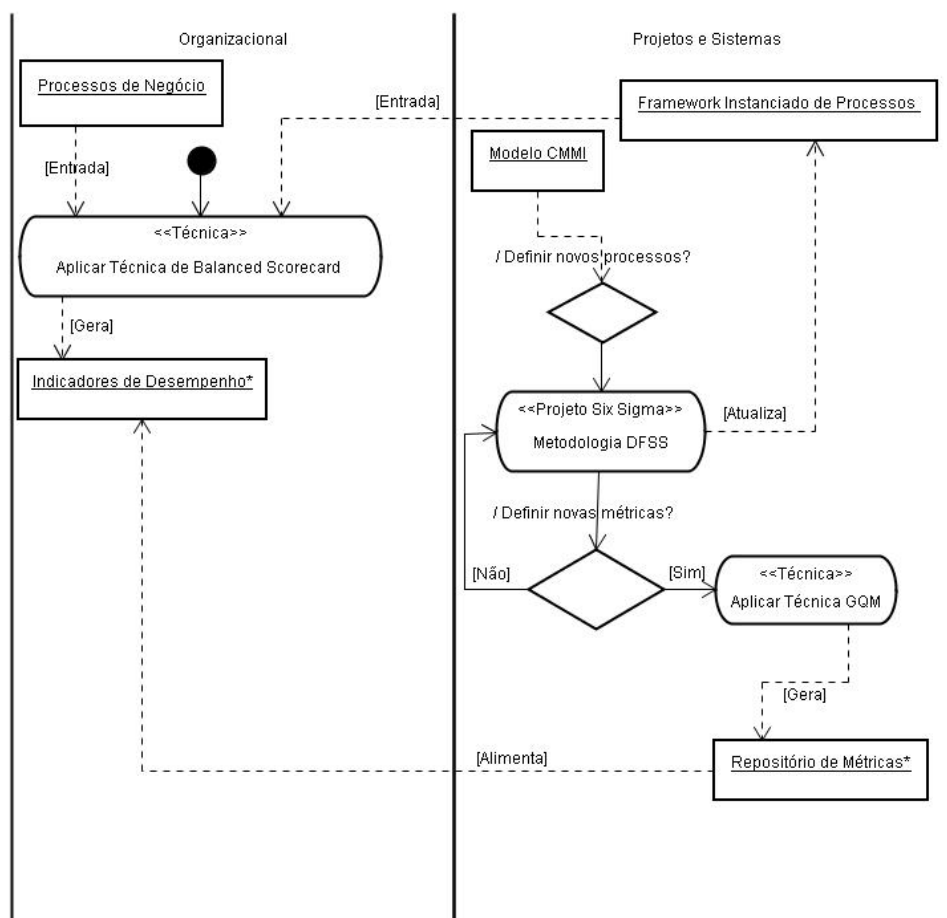 Organizacional
Projetos e Sistemas
Processos de Negócio
[Entrada]
Framework Instanciado de Processos
Modelo CMMI
[Entrada]
<<Técnica>>
Aplicar Técnica de Balanced Scorecard
/ Definir novos processos?
[Gera]
Indicadores de Desempenho*
<<Projeto Six Sigma>>
Metodologia DFSS
[Atualiza]
/ Definir novas métricas?
[Não]
[Sim]
<<Técnica>>
Aplicar Técnica GQM
[Gera]
[Alimenta]
Repositório de Métricas*